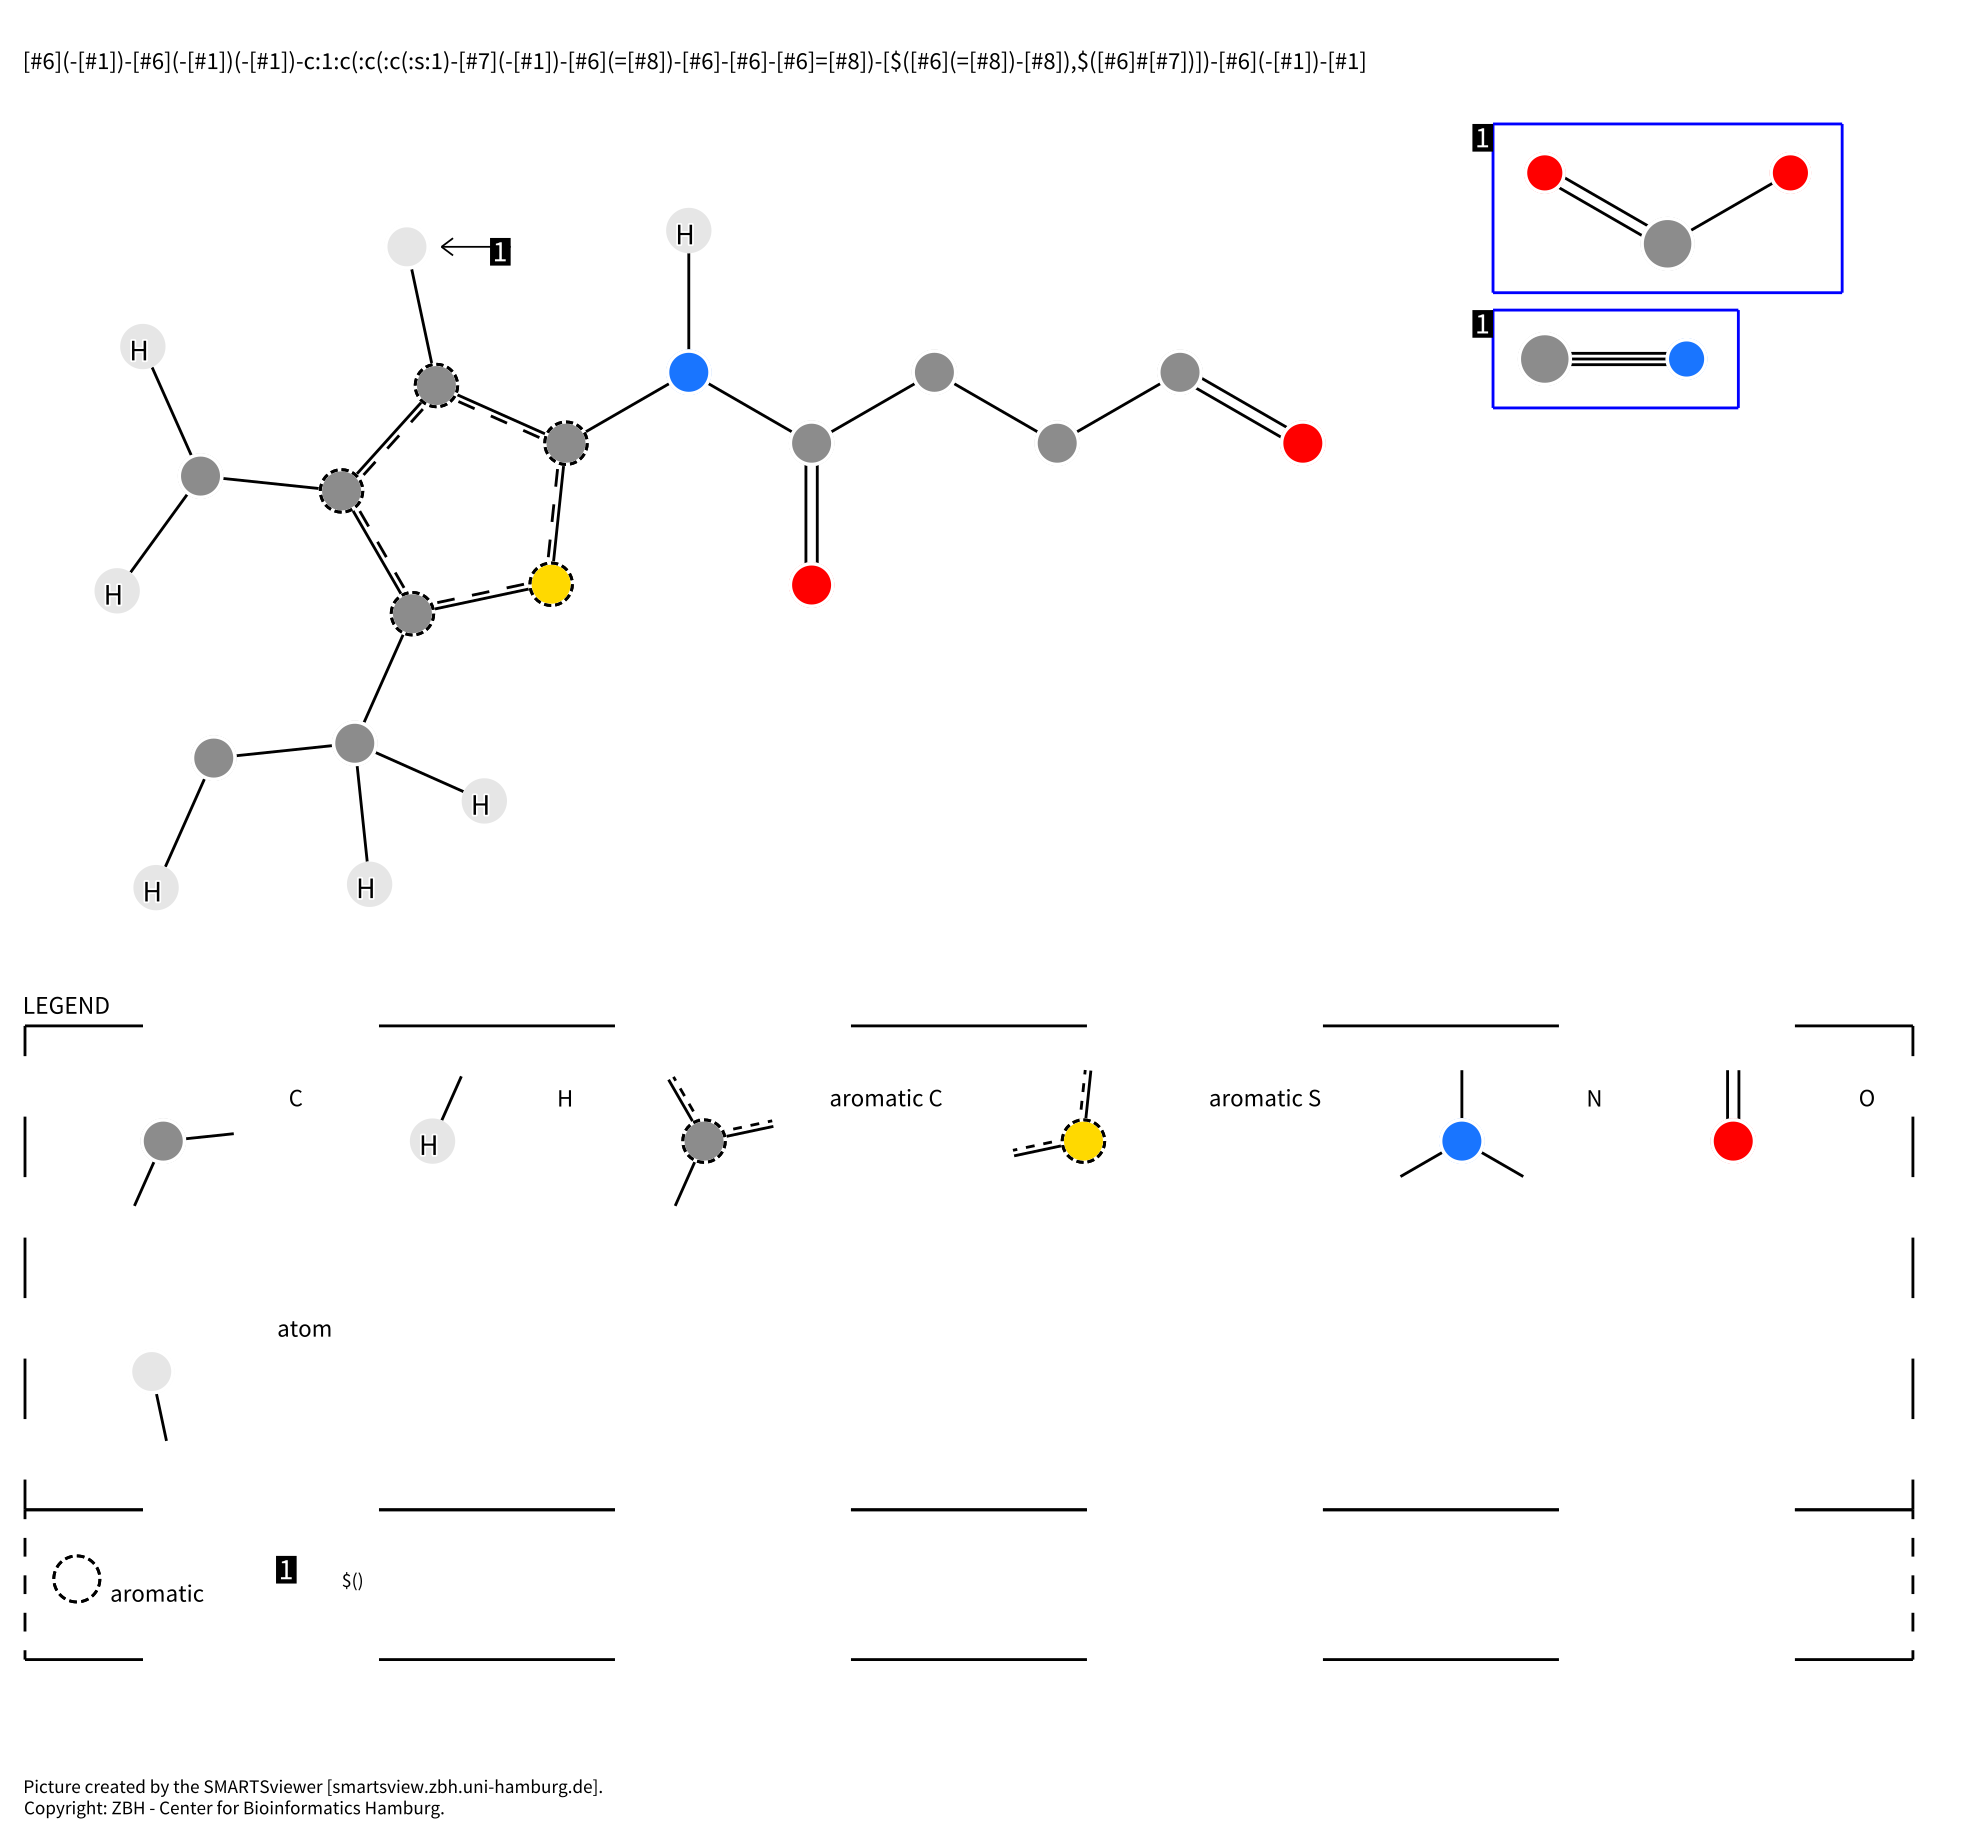 [#6](-[#1])-[#6](-[#1])(-[#1])-c:1:c(:c(:c(:s:1)-[#7](-[#1])-[#6](=[#8])-[#6]-[#6]-[#6]=[#8])-[$([#6](=[#8])-[#8]),$([#6]#[#7])])-[#6](-[#1])-[#1]
1
1
H
1
H
H
H
H
H
LEGEND
C H aromatic C aromatic S N O
H
atom
aromatic 1 $()
Picture created by the SMARTSviewer [smartsview.zbh.uni-hamburg.de].
Copyright: ZBH - Center for Bioinformatics Hamburg.